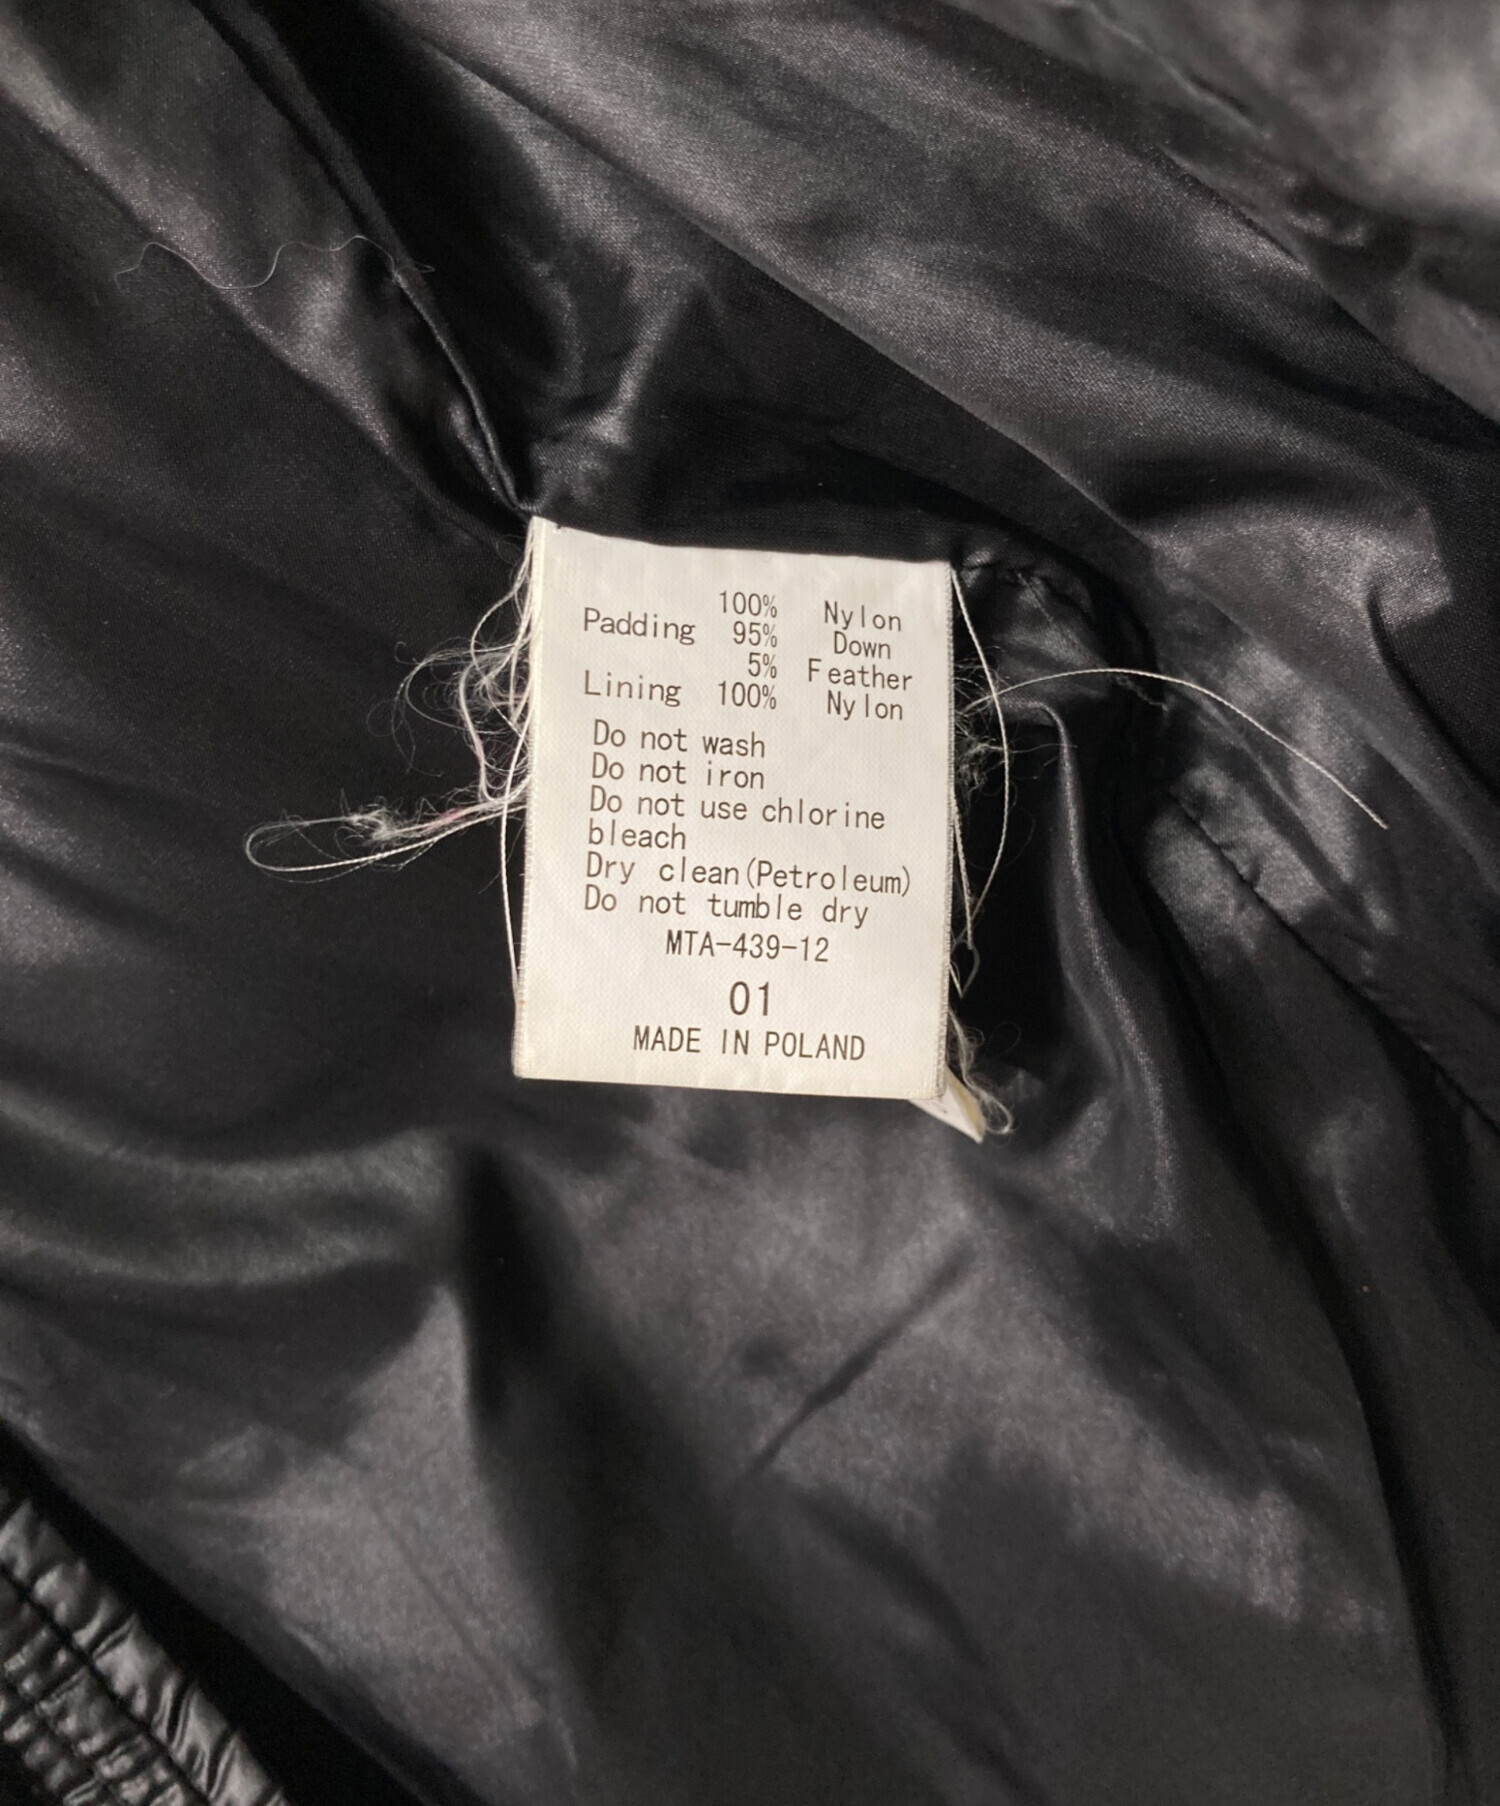 100% Nylon
Padding 95% Down
5% Feather
Lining 100% Nylon
Do not wash
Do not iron
Do not use chlorine
bleach
Dry clean(Petroleum)
Do not tumble dry
MTA-439-12
01
MADE IN POLAND